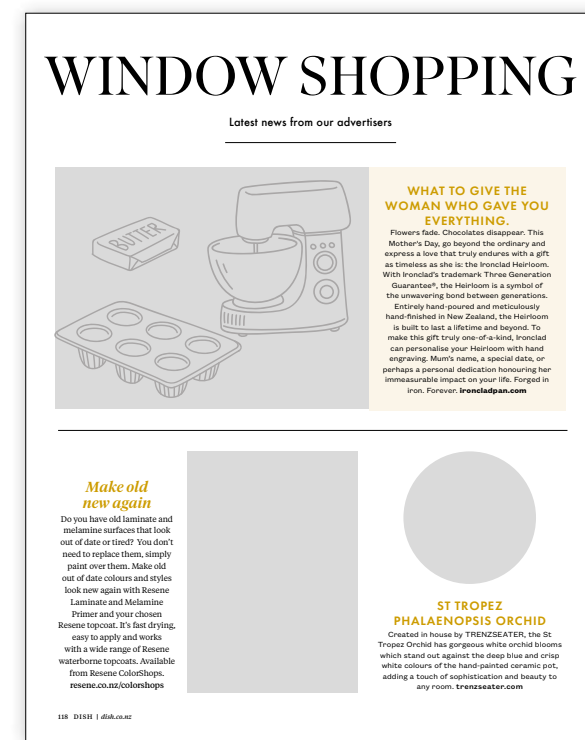 WINDOW SHOPPING
Latest news from our advertisers
BUTTER
WHAT TO GIVE THE
WOMAN WHO GAVE YOU
EVERYTHING.
Flowers fade. Chocolates disappear. This
Mother's Day, go beyond the ordinary and
express a love that truly endures with a gift
as timeless as she is: the Ironclad Heirloom.
With Ironclad's trademark Three Generation
Guarantee®, the Heirloom is a symbol of
the unwavering bond between generations.
Entirely hand-poured and meticulously
hand-finished in New Zealand, the Heirloom
is built to last a lifetime and beyond. To
make this gift truly one-of-a-kind, Ironclad
can personalise your Heirloom with hand
engraving. Mum's name, a special date, or
perhaps a personal dedication honouring her
immeasurable impact on your life. Forged in
iron. Forever. ironcladpan.com
Make old
new again
Do you have old laminate and
melamine surfaces that look
out of date or tired? You don't
need to replace them, simply
paint over them. Make old
out of date colours and styles
look new again with Resene
Laminate and Melamine
Primer and your chosen
Resene topcoat. It's fast drying,
easy to apply and works
with a wide range of Resene
waterborne topcoats. Available
from Resene ColorShops.
resene.co.nz/colorshops
ST TROPEZ
PHALAENOPSIS ORCHID
Created in house by TRENZSEATER, the St
Tropez Orchid has gorgeous white orchid blooms
which stand out against the deep blue and crisp
white colours of the hand-painted ceramic pot,
adding a touch of sophistication and beauty to
any room. trenzseater.com
118 DISH | dish.co.nz